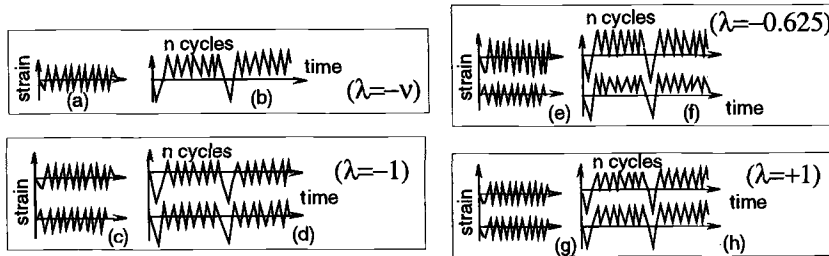 n cycles
time
strain
(a)
(b)
(λ=−ν)
n cycles
(λ=−1)
time
strain
(c)
(d)
n cycles
(λ=−0.625)
strain
(e)
(f)
time
n cycles
(λ=+1)
time
strain
(g)
(h)